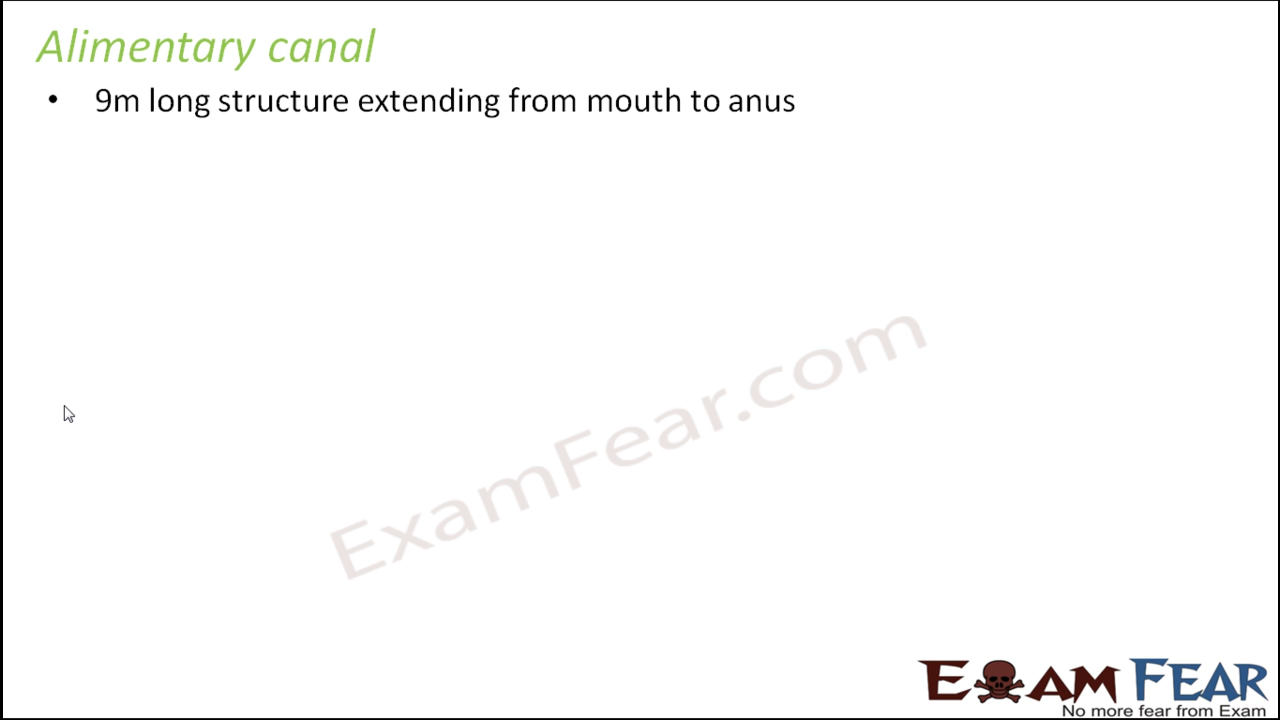 Alimentary canal
• 9m long structure extending from mouth to anus
ExamFear.com
EXAM FEAR
No more fear from Exam